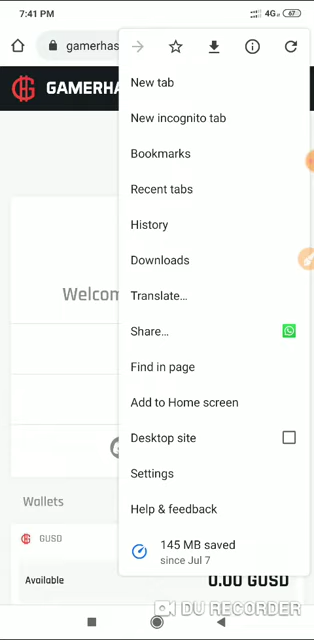 7:41 PM
4G
67
gamerhas
GAMERHA
New tab
New incognito tab
Bookmarks
Recent tabs
History
Downloads
Translate...
Welcom
Share...
Find in page
Add to Home screen
Desktop site
Settings
Wallets
Help & feedback
GUSD
145 MB saved
since Jul 7
Available
0.00 GUSD
DU RECORDER